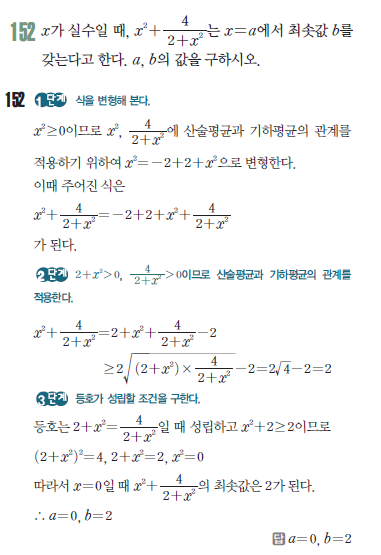 152 x가 실수일 때, x²+4/(2+x²)는 x=a에서 최솟값 b를
갖는다고 한다. a, b의 값을 구하시오.
152 1단계 식을 변형해 본다.
x²≥0이므로 x², 4/(2+x²)에 산술평균과 기하평균의 관계를
적용하기 위하여 x²=-2+2+x²으로 변형한다.
이때 주어진 식은
x²+4/(2+x²)=-2+2+x²+4/(2+x²)
가 된다.
2단계 2+x²>0, 4/(2+x²)>0이므로 산술평균과 기하평균의 관계를
적용한다.
x²+4/(2+x²)=2+x²+4/(2+x²)-2
≥2√((2+x²)×4/(2+x²))-2=2√4-2=2
3단계 등호가 성립할 조건을 구한다.
등호는 2+x²=4/(2+x²)일 때 성립하고 x²+2≥2이므로
(2+x²)²=4, 2+x²=2, x²=0
따라서 x=0일 때 x²+4/(2+x²)의 최솟값은 2가 된다.
∴ a=0, b=2
답 a=0, b=2